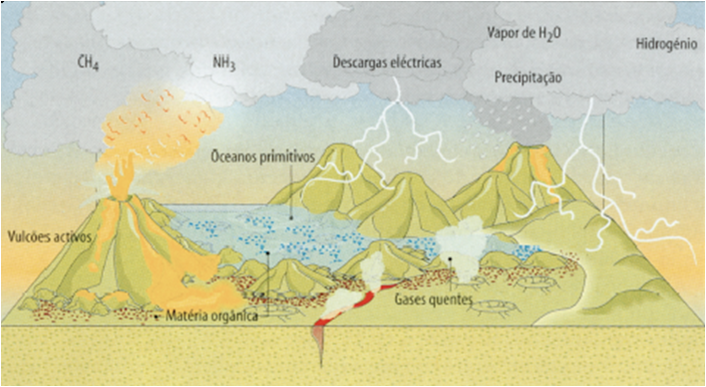 Vapor de H₂O
Hidrogénio
CH₄
NH₃
Descargas eléctricas
Precipitação
Oceanos primitivos
Vulcões activos
Gases quentes
Matéria orgânica